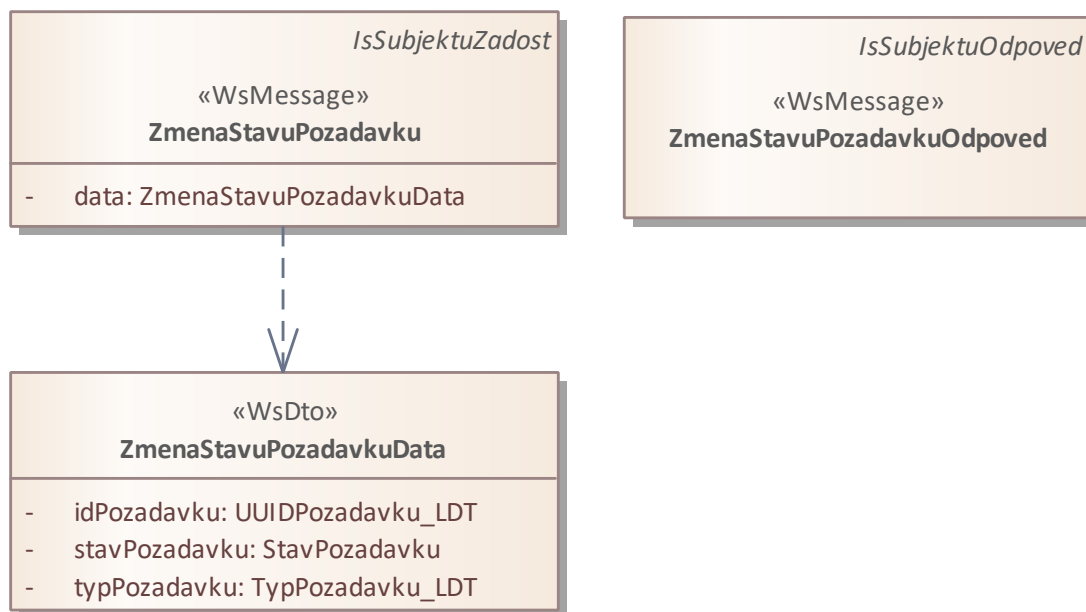 IsSubjektuZadost
«WsMessage»
ZmenaStavuPozadavku
- data: ZmenaStavuPozadavkuData
IsSubjektuOdpoved
«WsMessage»
ZmenaStavuPozadavkuOdpoved
«WsDto»
ZmenaStavuPozadavkuData
- idPozadavku: UUIDPozadavku_LDT
- stavPozadavku: StavPozadavku
- typPozadavku: TypPozadavku_LDT